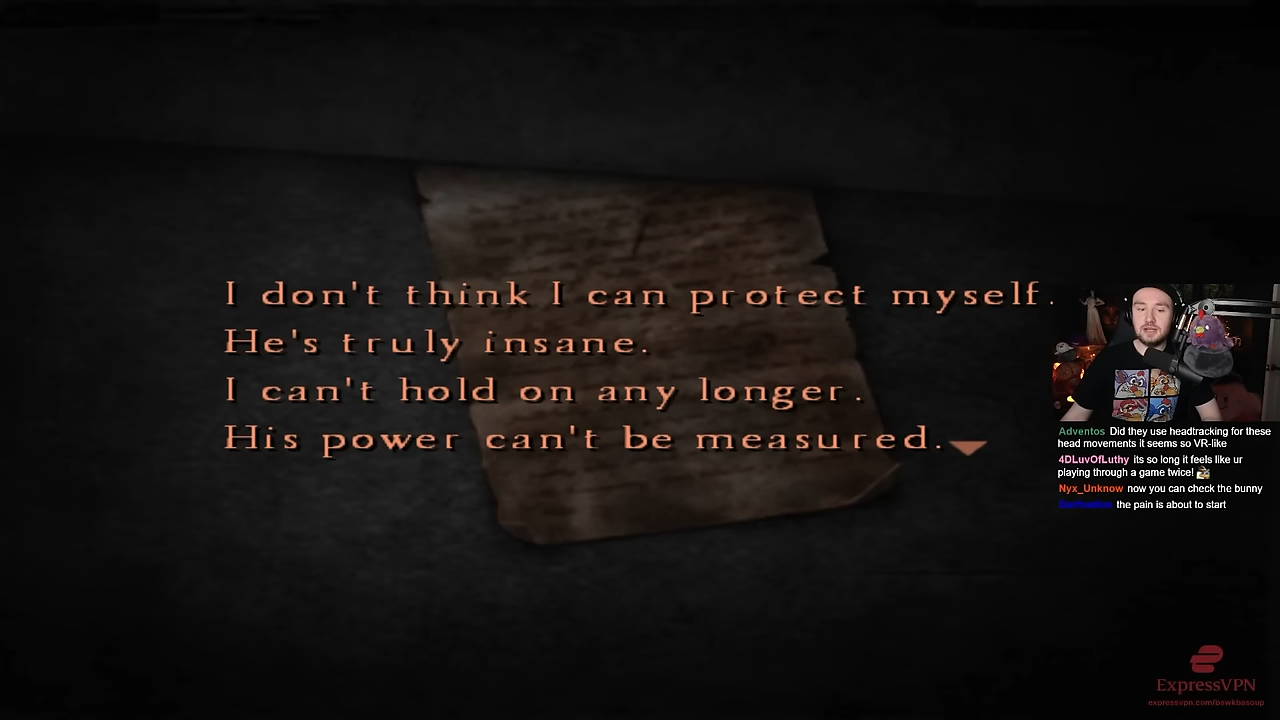 I don't think I can protect myself.
He's truly insane.
I can't hold on any longer.
His power can't be measured.
Adventos Did they use headtracking for these
head movements it seems so VR-like
4DLuvOfLuthy its so long it feels like ur
playing through a game twice!
Nyx_Unknow now you can check the bunny
the pain is about to start
ExpressVPN
expressvpn.com/bawkbasoup